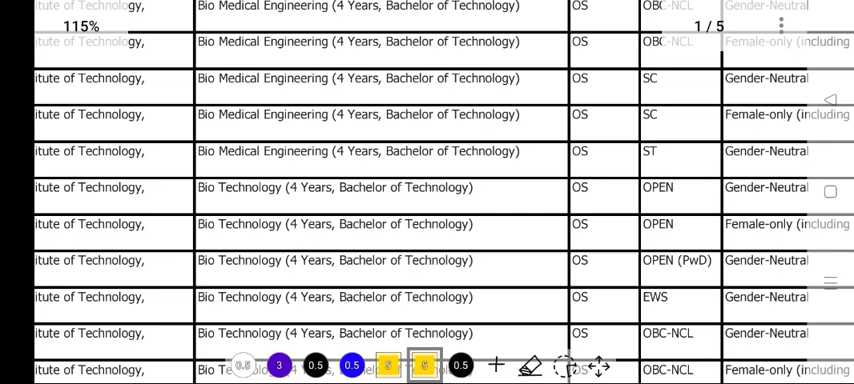 itute of Technology, Bio Medical Engineering (4 Years, Bachelor of Technology) OS OBC-NCL Gender-Neutral
115% 1 / 5
itute of Technology, Bio Medical Engineering (4 Years, Bachelor of Technology) OS OBC-NCL Female-only (including
itute of Technology, Bio Medical Engineering (4 Years, Bachelor of Technology) OS SC Gender-Neutral
itute of Technology, Bio Medical Engineering (4 Years, Bachelor of Technology) OS SC Female-only (including
itute of Technology, Bio Medical Engineering (4 Years, Bachelor of Technology) OS ST Gender-Neutral
itute of Technology, Bio Technology (4 Years, Bachelor of Technology) OS OPEN Gender-Neutral
itute of Technology, Bio Technology (4 Years, Bachelor of Technology) OS OPEN Female-only (including
itute of Technology, Bio Technology (4 Years, Bachelor of Technology) OS OPEN (PwD) Gender-Neutral
itute of Technology, Bio Technology (4 Years, Bachelor of Technology) OS EWS Gender-Neutral
itute of Technology, Bio Technology (4 Years, Bachelor of Technology) OS OBC-NCL Gender-Neutral
0.5 3 0.5 0.5 5 5 0.5
itute of Technology, Bio OS OBC-NCL Female-only (including